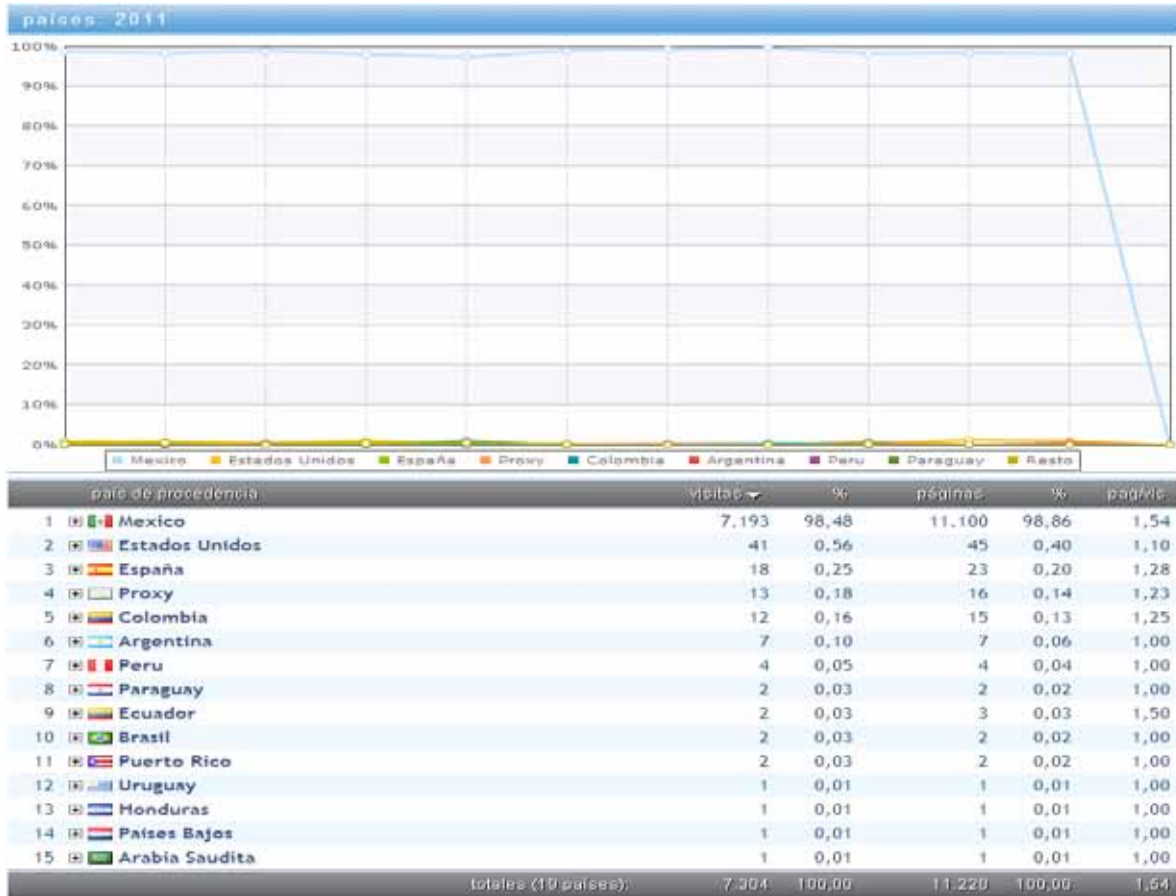 países 2011
100%
90%
80%
70%
60%
50%
40%
30%
20%
10%
0%
Mexico Estados Unidos España Proxy Colombia Argentina Peru Paraguay Resto
país de procedencia visitas % páginas % pag/vis
1 Mexico 7.193 98,48 11.100 98,86 1,54
2 Estados Unidos 41 0,56 45 0,40 1,10
3 España 18 0,25 23 0,20 1,28
4 Proxy 13 0,18 16 0,14 1,23
5 Colombia 12 0,16 15 0,13 1,25
6 Argentina 7 0,10 7 0,06 1,00
7 Peru 4 0,05 4 0,04 1,00
8 Paraguay 2 0,03 2 0,02 1,00
9 Ecuador 2 0,03 3 0,03 1,50
10 Brasil 2 0,03 2 0,02 1,00
11 Puerto Rico 2 0,03 2 0,02 1,00
12 Uruguay 1 0,01 1 0,01 1,00
13 Honduras 1 0,01 1 0,01 1,00
14 Países Bajos 1 0,01 1 0,01 1,00
15 Arabia Saudita 1 0,01 1 0,01 1,00
totales (19 países): 7.304 100,00 11.228 100,00 1,54